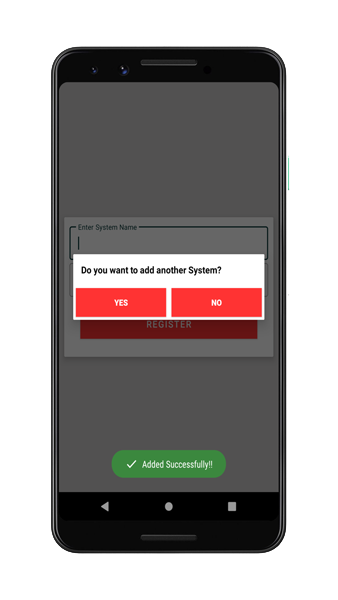 Enter System Name
Do you want to add another System?
YES
NO
REGISTER
Added Successfully!!